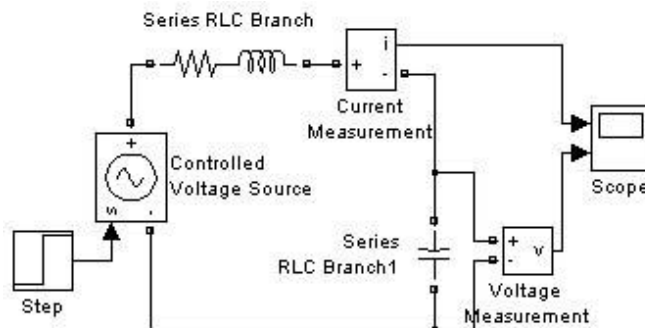 Series RLC Branch
i
+
-
Current
Measurement
+
s
-
Controlled
Voltage Source
Scope
Series
RLC Branch1
+
-
v
Voltage
Measurement
Step